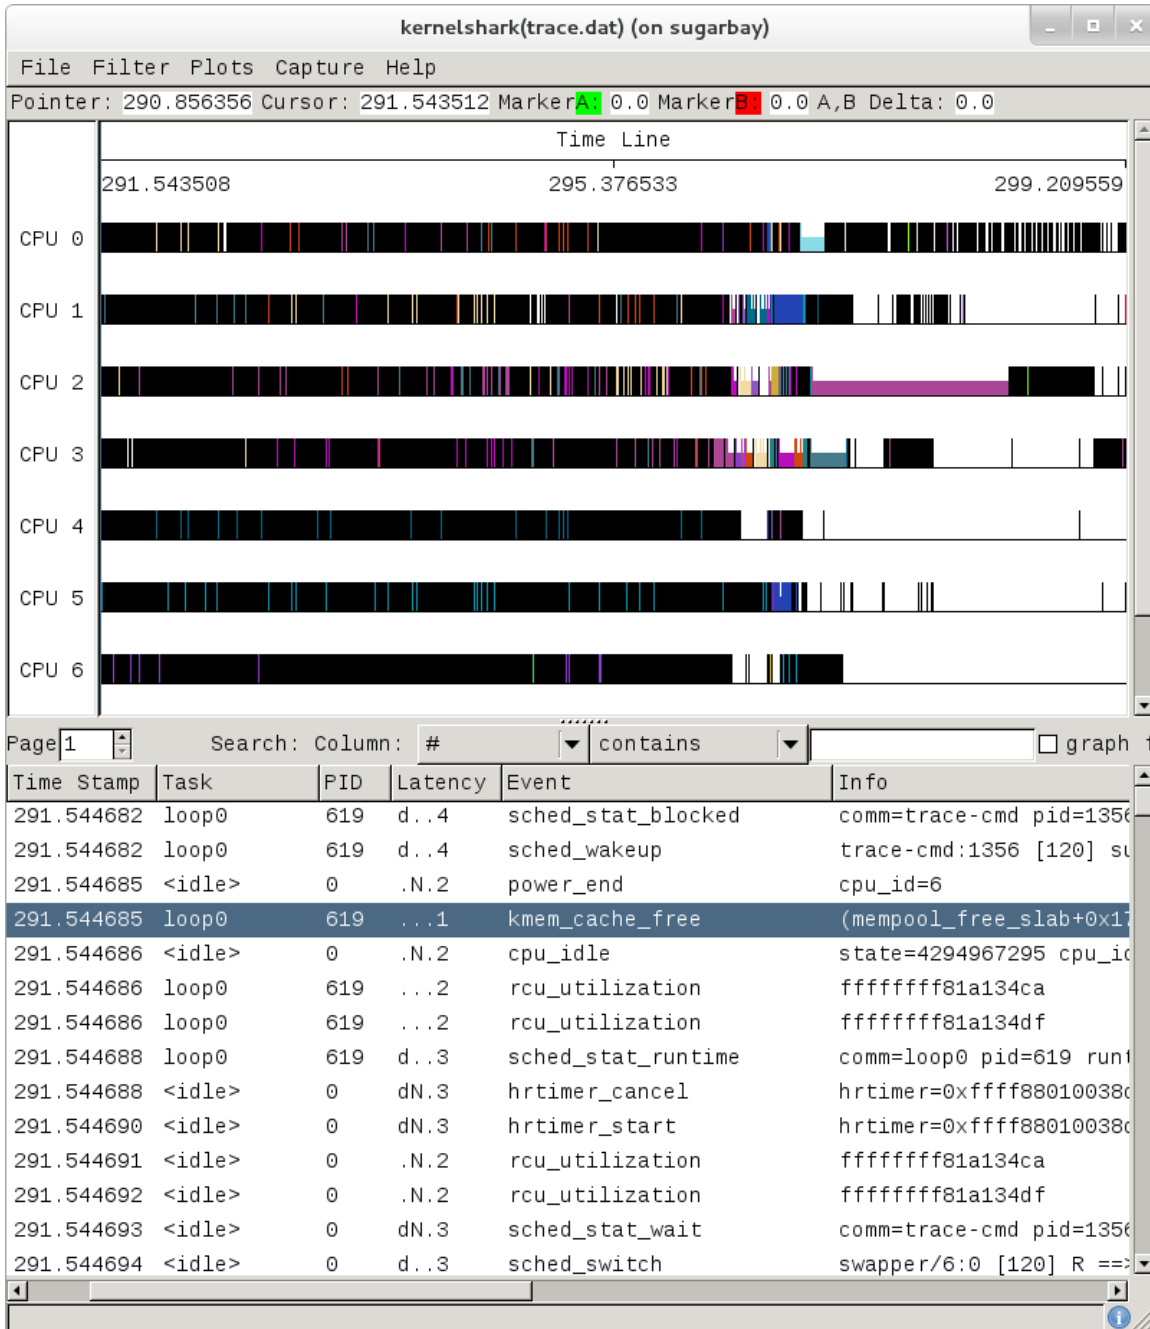 kernelshark(trace.dat) (on sugarbay)
File Filter Plots Capture Help
Pointer: 290.856356 Cursor: 291.543512 MarkerA: 0.0 MarkerB: 0.0 A,B Delta: 0.0
Time Line
291.543508 295.376533 299.209559
CPU 0
CPU 1
CPU 2
CPU 3
CPU 4
CPU 5
CPU 6
Page 1 Search: Column: # contains graph f
Time Stamp Task PID Latency Event Info
291.544682 loop0 619 d..4 sched_stat_blocked comm=trace-cmd pid=1356
291.544682 loop0 619 d..4 sched_wakeup trace-cmd:1356 [120] su
291.544685 <idle> 0 .N.2 power_end cpu_id=6
291.544685 loop0 619 ...1 kmem_cache_free (mempool_free_slab+0x17
291.544686 <idle> 0 .N.2 cpu_idle state=4294967295 cpu_id
291.544686 loop0 619 ...2 rcu_utilization ffffffff81a134ca
291.544686 loop0 619 ...2 rcu_utilization ffffffff81a134df
291.544688 loop0 619 d..3 sched_stat_runtime comm=loop0 pid=619 runt
291.544688 <idle> 0 dN.3 hrtimer_cancel hrtimer=0xffff88010038d
291.544690 <idle> 0 dN.3 hrtimer_start hrtimer=0xffff88010038d
291.544691 <idle> 0 .N.2 rcu_utilization ffffffff81a134ca
291.544692 <idle> 0 .N.2 rcu_utilization ffffffff81a134df
291.544693 <idle> 0 dN.3 sched_stat_wait comm=trace-cmd pid=1356
291.544694 <idle> 0 d..3 sched_switch swapper/6:0 [120] R ==>